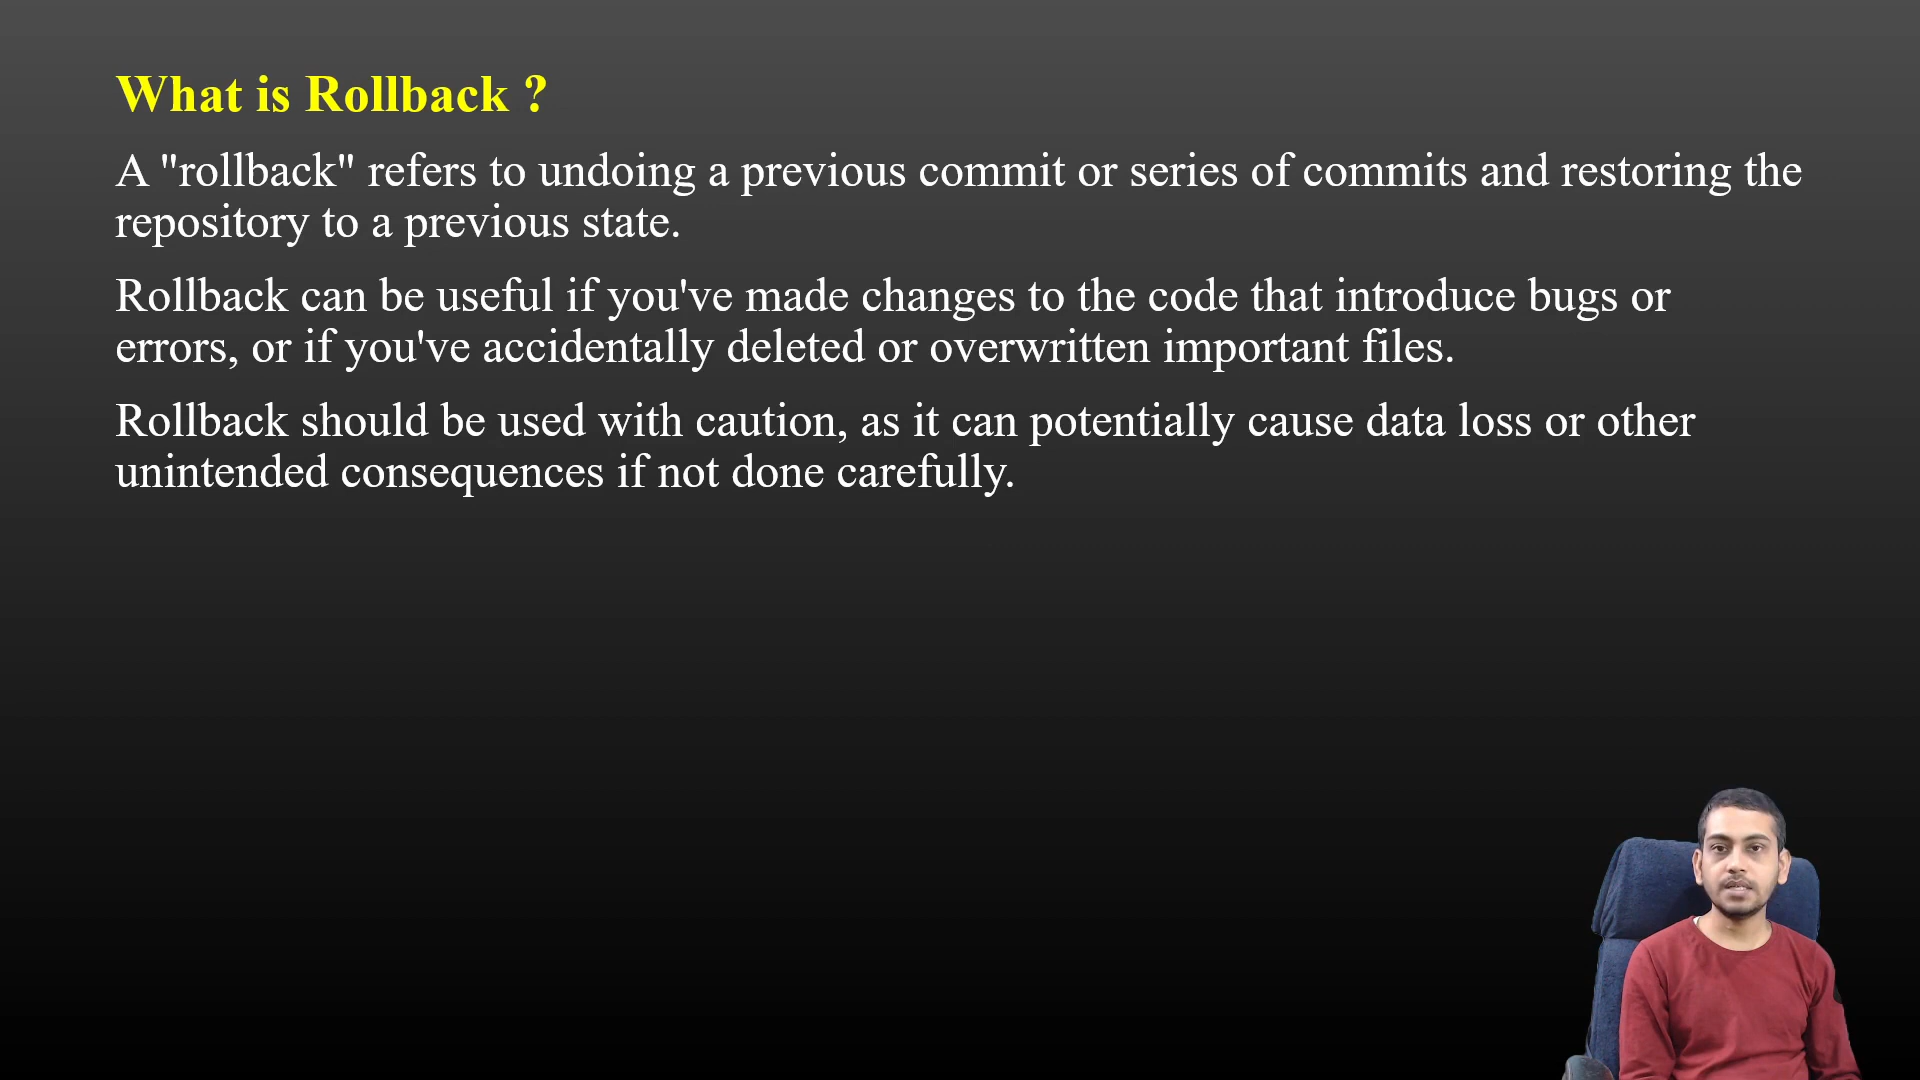 What is Rollback ?
A "rollback" refers to undoing a previous commit or series of commits and restoring the
repository to a previous state.
Rollback can be useful if you've made changes to the code that introduce bugs or
errors, or if you've accidentally deleted or overwritten important files.
Rollback should be used with caution, as it can potentially cause data loss or other
unintended consequences if not done carefully.